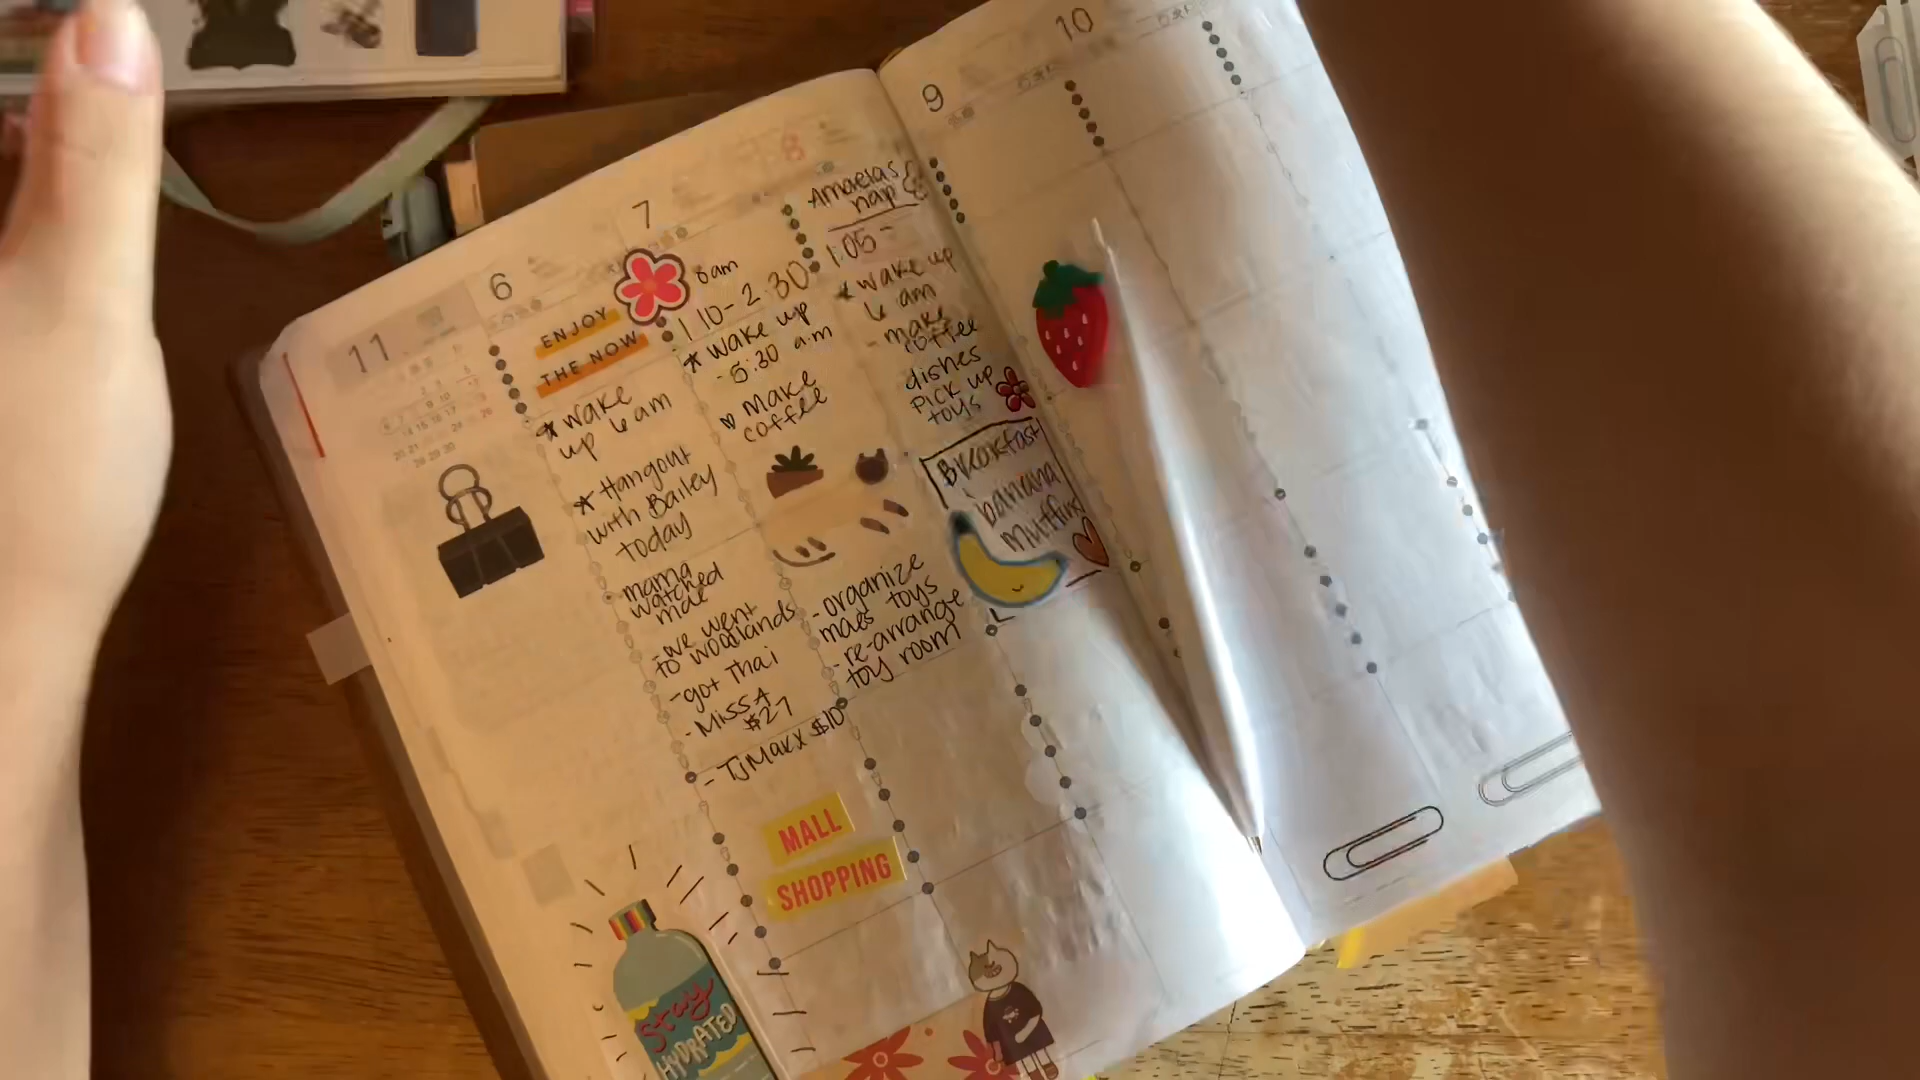 11
6
7
8
9
10
ENJOY
THE NOW
* wake
up 6 am
* Hangout
with Bailey
today
- mama
watched
mae
- we went
to woodlands
- got Thai
- Miss A
$27
- TJMaxx $10
MALL
SHOPPING
Stay
HYDRATED
8am
1 10 - 2:30
* wake up
- 5:30 a.m
make
coffee
- organize
maes toys
- re-arrange
toy room
Amaela's
nap
1:05 -
* wake up
6 am
- make
coffee
dishes
pick up
toys
Breakfast
banana
muffins